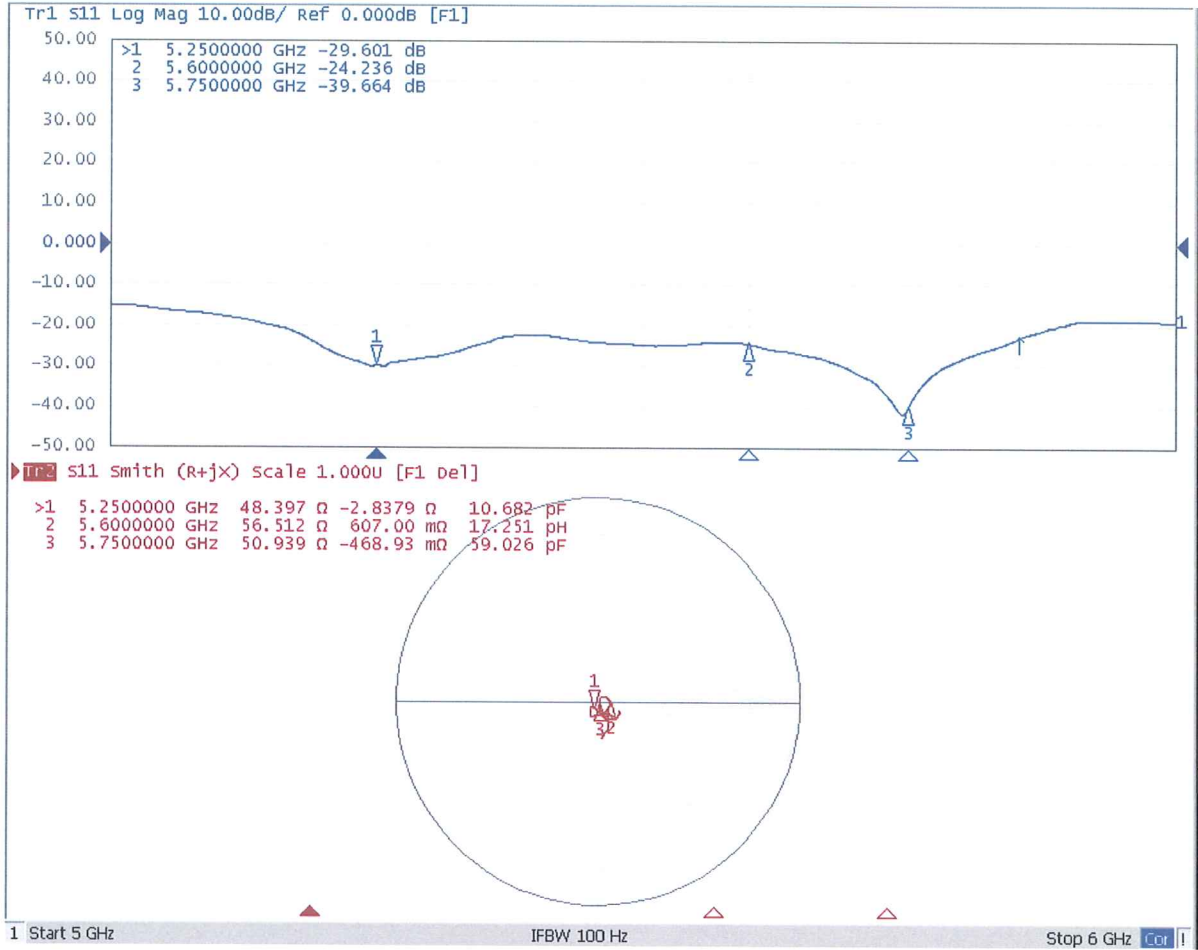 Tr1 S11 Log Mag 10.00dB/ Ref 0.000dB [F1]
50.00
>1 5.2500000 GHz -29.601 dB
2 5.6000000 GHz -24.236 dB
40.00
3 5.7500000 GHz -39.664 dB
30.00
20.00
10.00
0.000
-10.00
-20.00
1
1
-30.00
2
-40.00
3
-50.00
Tr2 S11 Smith (R+jX) Scale 1.000U [F1 Del]
>1 5.2500000 GHz 48.397 Ω -2.8379 Ω 10.682 pF
2 5.6000000 GHz 56.512 Ω 607.00 mΩ 17.251 pH
3 5.7500000 GHz 50.939 Ω -468.93 mΩ 59.026 pF
1
32
1 Start 5 GHz IFBW 100 Hz Stop 6 GHz Cor !